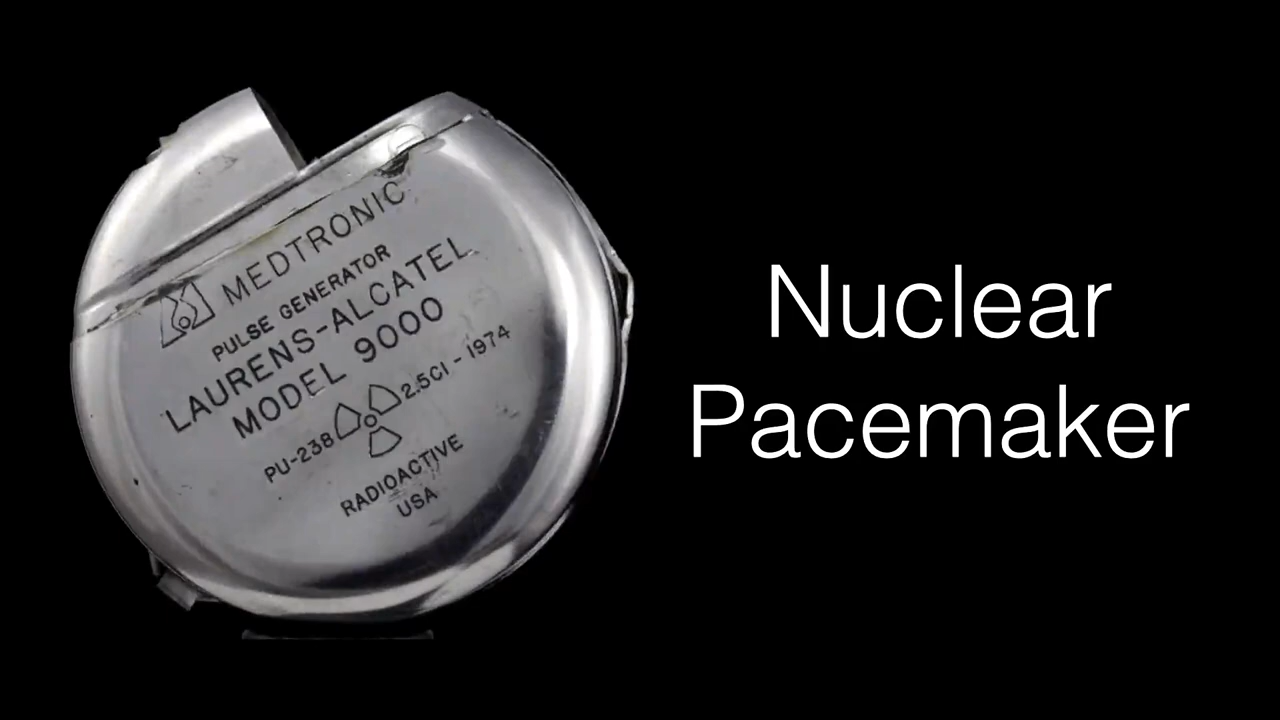 MEDTRONIC
PULSE GENERATOR
LAURENS-ALCATEL
MODEL 9000
PU-238 2.5CI - 1974
RADIOACTIVE
USA
Nuclear
Pacemaker